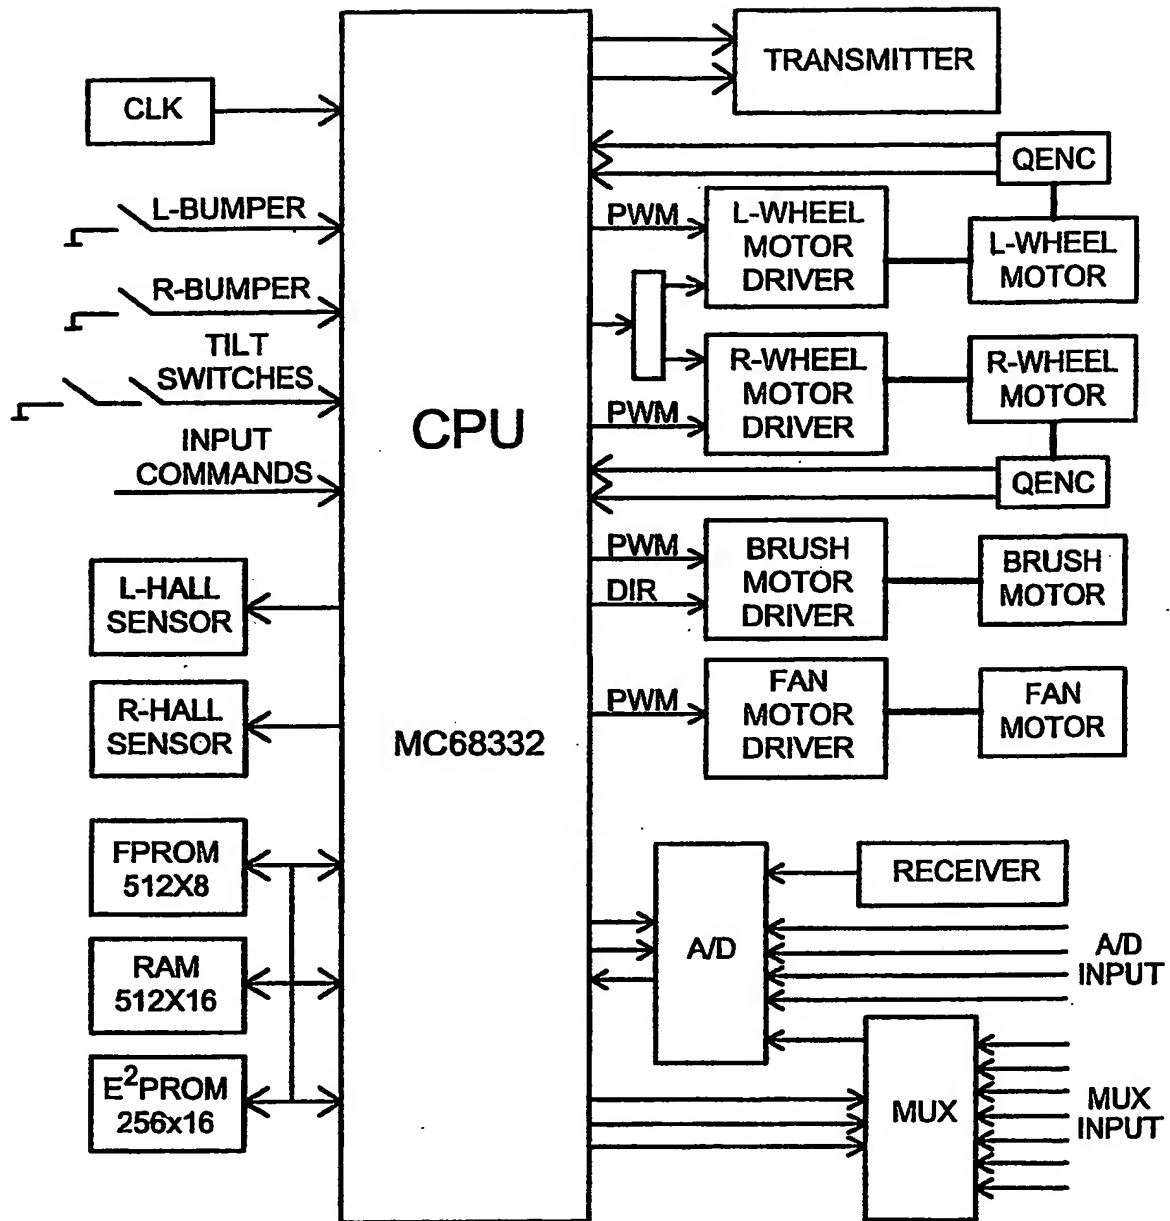 CLK
L-BUMPER
R-BUMPER
TILT
SWITCHES
INPUT
COMMANDS
L-HALL
SENSOR
R-HALL
SENSOR
FPROM
512X8
RAM
512X16
E²PROM
256x16
CPU
MC68332
TRANSMITTER
QENC
PWM
L-WHEEL
MOTOR
DRIVER
L-WHEEL
MOTOR
R-WHEEL
MOTOR
DRIVER
PWM
R-WHEEL
MOTOR
QENC
PWM
DIR
BRUSH
MOTOR
DRIVER
BRUSH
MOTOR
PWM
FAN
MOTOR
DRIVER
FAN
MOTOR
RECEIVER
A/D
A/D
INPUT
MUX
MUX
INPUT